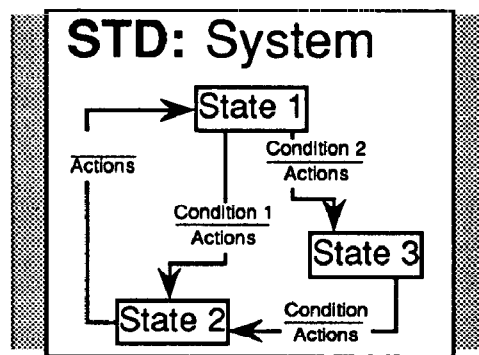 STD: System
State 1
Condition 2
Actions
Actions
Condition 1
Actions
State 3
State 2
Condition
Actions